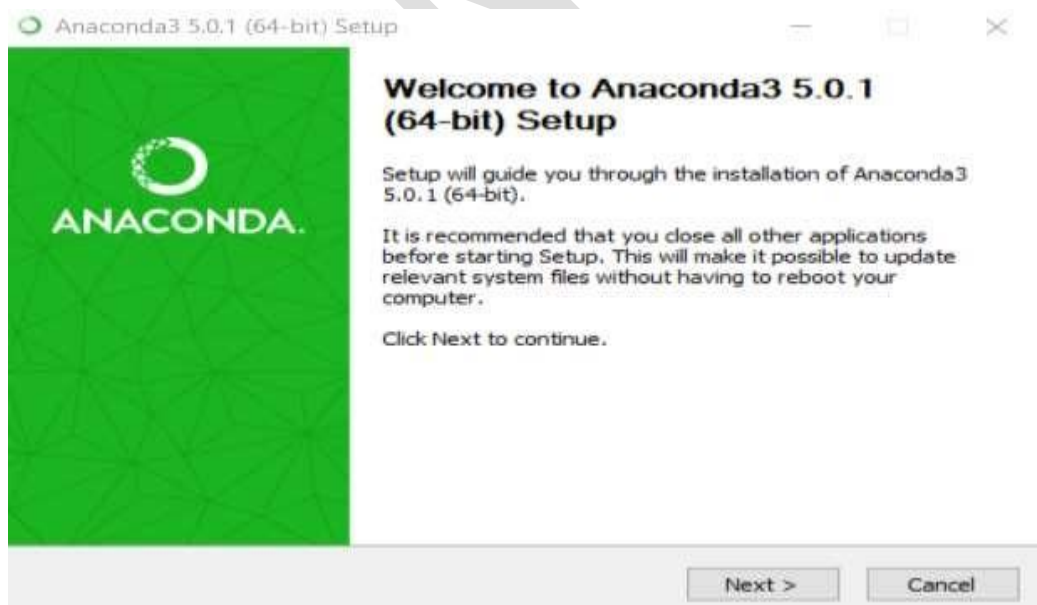 Anaconda3 5.0.1 (64-bit) Setup
ANACONDA.
Welcome to Anaconda3 5.0.1
(64-bit) Setup
Setup will guide you through the installation of Anaconda3
5.0.1 (64-bit).
It is recommended that you close all other applications
before starting Setup. This will make it possible to update
relevant system files without having to reboot your
computer.
Click Next to continue.
Next >
Cancel